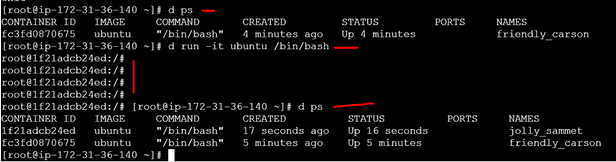 [root@ip-172-31-36-140 ~]# d ps
CONTAINER ID IMAGE COMMAND CREATED STATUS PORTS NAMES
fc3fd0870675 ubuntu "/bin/bash" 4 minutes ago Up 4 minutes friendly_carson
[root@ip-172-31-36-140 ~]# d run -it ubuntu /bin/bash
root@1f21adcb24ed:/#
root@1f21adcb24ed:/#
root@1f21adcb24ed:/#
root@1f21adcb24ed:/#
root@1f21adcb24ed:/# [root@ip-172-31-36-140 ~]# d ps
CONTAINER ID IMAGE COMMAND CREATED STATUS PORTS NAMES
1f21adcb24ed ubuntu "/bin/bash" 17 seconds ago Up 16 seconds jolly_sammet
fc3fd0870675 ubuntu "/bin/bash" 5 minutes ago Up 5 minutes friendly_carson
[root@ip-172-31-36-140 ~]#